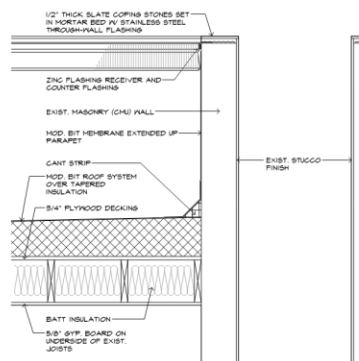 1/2" THICK SLATE COPING STONES SET
IN MORTAR BED W/ STAINLESS STEEL
THROUGH-WALL FLASHING
ZINC FLASHING RECEIVER AND
COUNTER FLASHING
EXIST. MASONRY (CMU) WALL
MOD. BIT MEMBRANE EXTENDED UP
PARAPET
EXIST. STUCCO
FINISH
CANT STRIP
MOD. BIT ROOF SYSTEM
OVER TAPERED
INSULATION
3/4" PLYWOOD DECKING
BATT INSULATION
5/8" GYP. BOARD ON
UNDERSIDE OF EXIST.
JOISTS